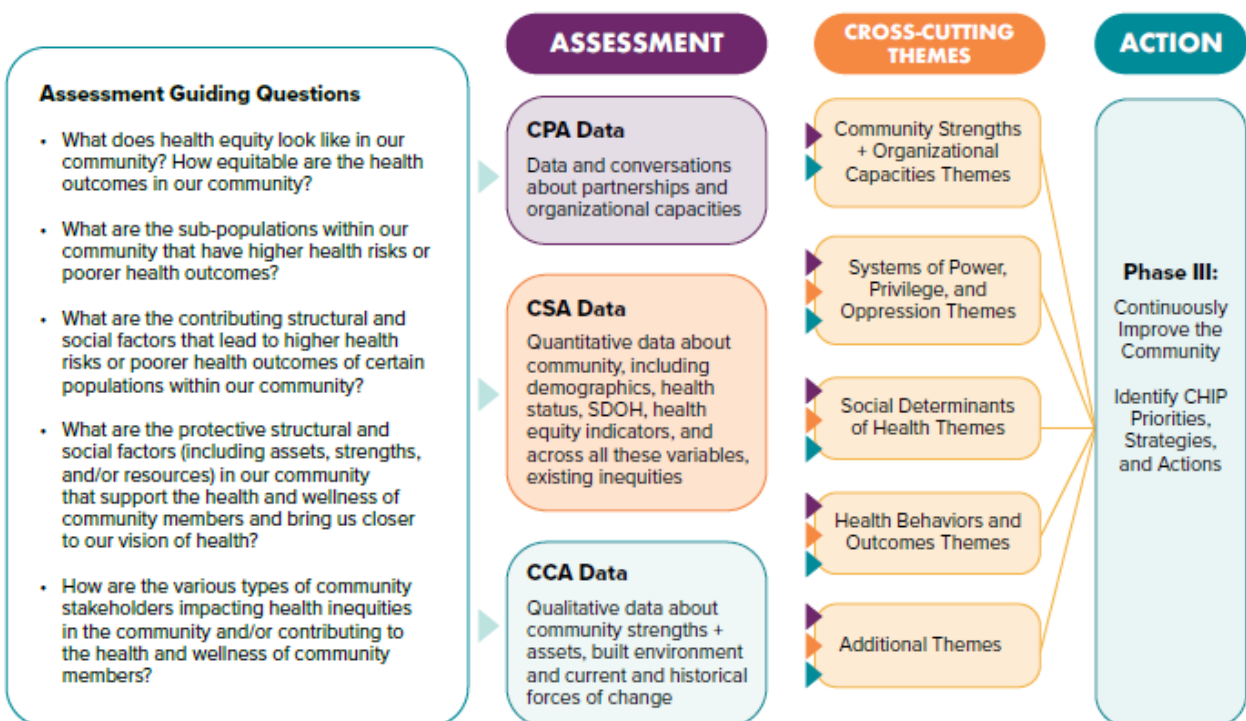 Assessment Guiding Questions
• What does health equity look like in our
community? How equitable are the health
outcomes in our community?
• What are the sub-populations within our
community that have higher health risks or
poorer health outcomes?
• What are the contributing structural and
social factors that lead to higher health
risks or poorer health outcomes of certain
populations within our community?
• What are the protective structural and
social factors (including assets, strengths,
and/or resources) in our community
that support the health and wellness of
community members and bring us closer
to our vision of health?
• How are the various types of community
stakeholders impacting health inequities
in the community and/or contributing to
the health and wellness of community
members?
ASSESSMENT
CPA Data
Data and conversations
about partnerships and
organizational capacities
CSA Data
Quantitative data about
community, including
demographics, health
status, SDOH, health
equity indicators, and
across all these variables,
existing inequities
CCA Data
Qualitative data about
community strengths +
assets, built environment
and current and historical
forces of change
CROSS-CUTTING
THEMES
Community Strengths
+ Organizational
Capacities Themes
Systems of Power,
Privilege, and
Oppression Themes
Social Determinants
of Health Themes
Health Behaviors and
Outcomes Themes
Additional Themes
ACTION
Phase III:
Continuously
Improve the
Community
Identify CHIP
Priorities,
Strategies,
and Actions